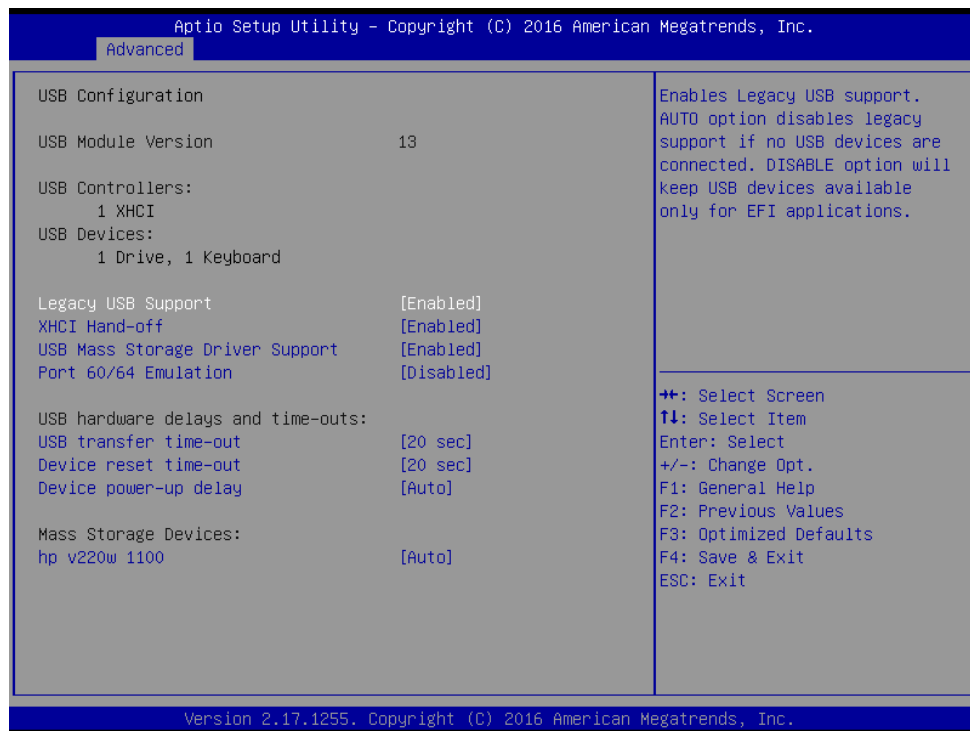 Aptio Setup Utility – Copyright (C) 2016 American Megatrends, Inc.
Advanced
USB Configuration
USB Module Version 13
USB Controllers:
1 XHCI
USB Devices:
1 Drive, 1 Keyboard
Legacy USB Support [Enabled]
XHCI Hand-off [Enabled]
USB Mass Storage Driver Support [Enabled]
Port 60/64 Emulation [Disabled]
USB hardware delays and time-outs:
USB transfer time-out [20 sec]
Device reset time-out [20 sec]
Device power-up delay [Auto]
Mass Storage Devices:
hp v220w 1100 [Auto]
Enables Legacy USB support.
AUTO option disables legacy
support if no USB devices are
connected. DISABLE option will
keep USB devices available
only for EFI applications.
→←: Select Screen
↑↓: Select Item
Enter: Select
+/-: Change Opt.
F1: General Help
F2: Previous Values
F3: Optimized Defaults
F4: Save & Exit
ESC: Exit
Version 2.17.1255. Copyright (C) 2016 American Megatrends, Inc.